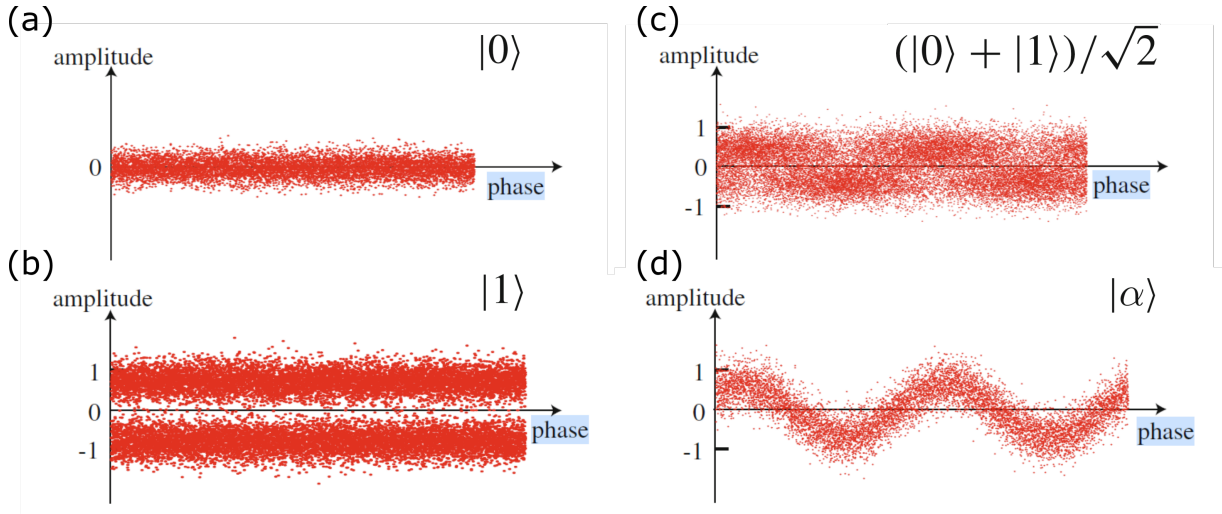 (a)
amplitude
|0⟩
0
phase
(b)
amplitude
|1⟩
1
0
-1
phase
(c)
amplitude
(|0⟩ + |1⟩)/√2
1
0
-1
phase
(d)
amplitude
|α⟩
1
0
-1
phase